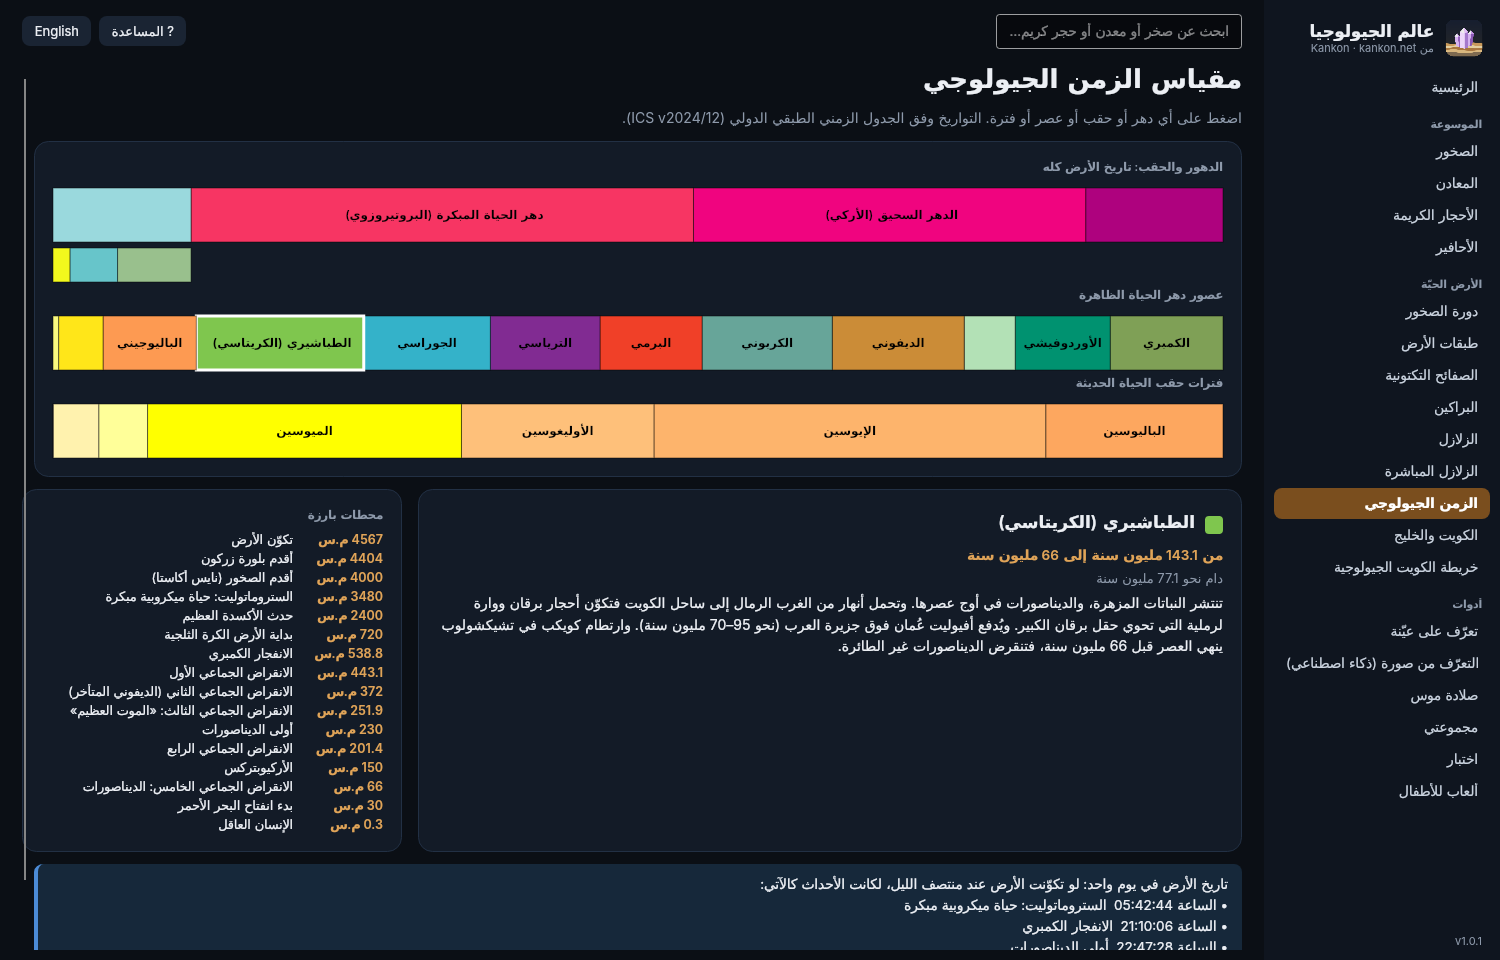 عالم الجيولوجيا
من Kankon · kankon.net
الرئيسية
الموسوعة
الصخور
المعادن
الأحجار الكريمة
الأحافير
الأرض الحيّة
دورة الصخور
طبقات الأرض
الصفائح التكتونية
البراكين
الزلازل
الزلازل المباشرة
الزمن الجيولوجي
الكويت والخليج
خريطة الكويت الجيولوجية
أدوات
تعرّف على عيّنة
التعرّف من صورة (ذكاء اصطناعي)
صلادة موس
مجموعتي
اختبار
ألعاب للأطفال
v1.0.1
ابحث عن صخر أو معدن أو حجر كريم...
? المساعدة
English
مقياس الزمن الجيولوجي
اضغط على أي دهر أو حقب أو عصر أو فترة. التواريخ وفق الجدول الزمني الطبقي الدولي (ICS v2024/12).
الدهور والحقب: تاريخ الأرض كله
الدهر السحيق (الأركي)
دهر الحياة المبكرة (البروتيروزوي)
عصور دهر الحياة الظاهرة
الكمبري
الأوردوفيشي
الديفوني
الكربوني
البرمي
الترياسي
الجوراسي
الطباشيري (الكريتاسي)
الباليوجيني
فترات حقب الحياة الحديثة
الباليوسين
الإيوسين
الأوليغوسين
الميوسين
الطباشيري (الكريتاسي)
من 143.1 مليون سنة إلى 66 مليون سنة
دام نحو 77.1 مليون سنة
تنتشر النباتات المزهرة، والديناصورات في أوج عصرها. وتحمل أنهار من الغرب الرمال إلى ساحل الكويت فتكوّن أحجار برقان ووارة
لرملية التي تحوي حقل برقان الكبير. ويُدفع أفيوليت عُمان فوق جزيرة العرب (نحو 95–70 مليون سنة). وارتطام كويكب في تشيكشولوب
ينهي العصر قبل 66 مليون سنة، فتنقرض الديناصورات غير الطائرة.
محطات بارزة
4567 م.س تكوّن الأرض
4404 م.س أقدم بلورة زركون
4000 م.س أقدم الصخور (نايس أكاستا)
3480 م.س الستروماتوليت: حياة ميكروبية مبكرة
2400 م.س حدث الأكسدة العظيم
720 م.س بداية الأرض الكرة الثلجية
538.8 م.س الانفجار الكمبري
443.1 م.س الانقراض الجماعي الأول
372 م.س الانقراض الجماعي الثاني (الديفوني المتأخر)
251.9 م.س الانقراض الجماعي الثالث: «الموت العظيم»
230 م.س أولى الديناصورات
201.4 م.س الانقراض الجماعي الرابع
150 م.س الأركيوبتركس
66 م.س الانقراض الجماعي الخامس: الديناصورات
30 م.س بدء انفتاح البحر الأحمر
0.3 م.س الإنسان العاقل
تاريخ الأرض في يوم واحد: لو تكوّنت الأرض عند منتصف الليل، لكانت الأحداث كالآتي:
• الساعة 05:42:44 الستروماتوليت: حياة ميكروبية مبكرة
• الساعة 21:10:06 الانفجار الكمبري
• الساعة 22:47:28 أولى الديناصورات